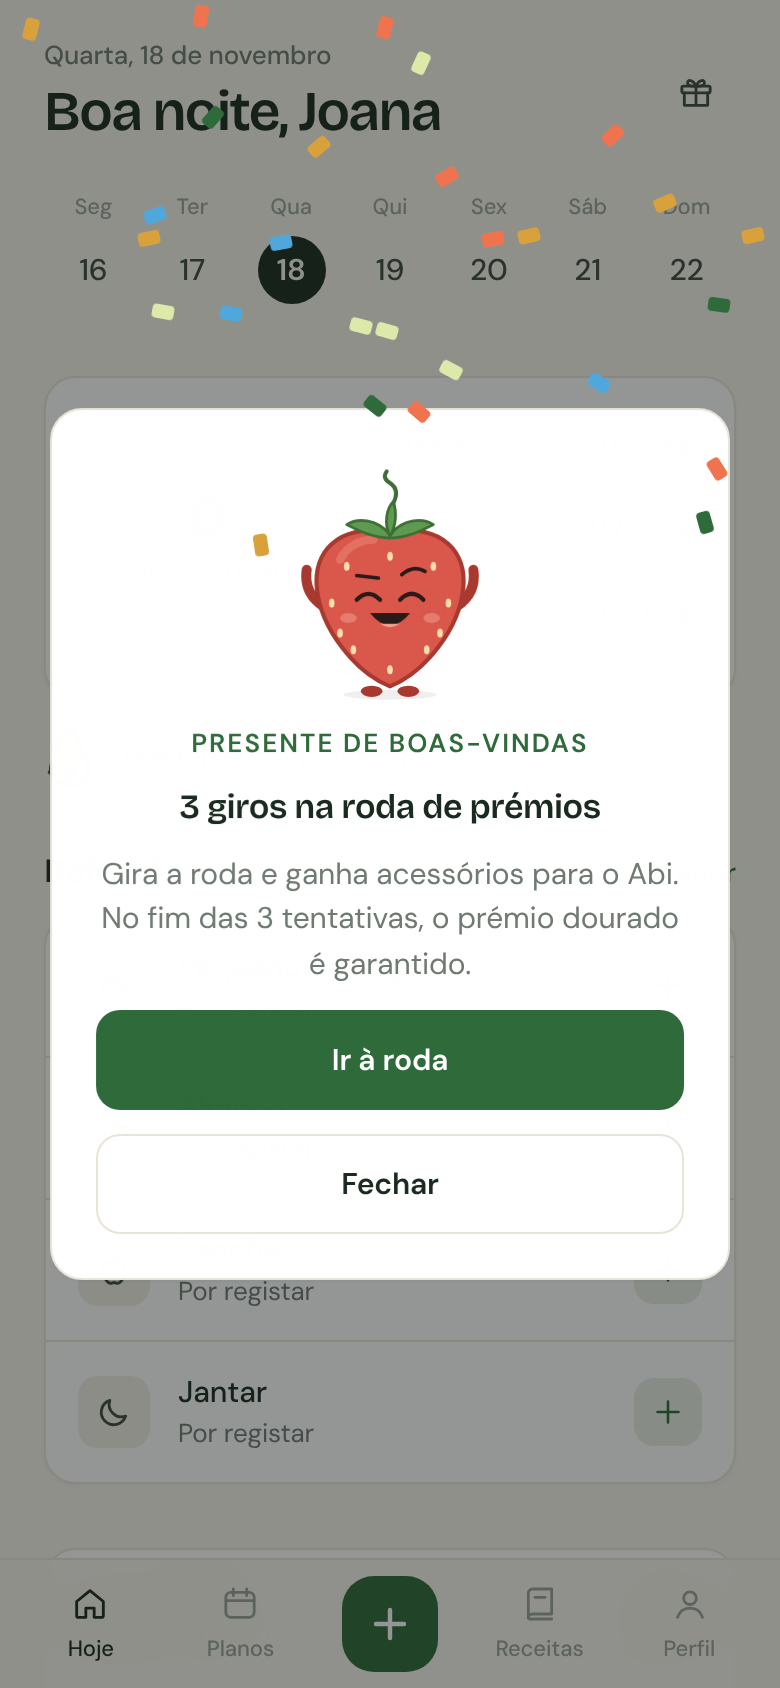 Quarta, 18 de novembro
Boa noite, Joana
Seg Ter Qua Qui Sex Sáb Dom
16 17 18 19 20 21 22
PRESENTE DE BOAS-VINDAS
3 giros na roda de prémios
Gira a roda e ganha acessórios para o Abi.
No fim das 3 tentativas, o prémio dourado
é garantido.
Ir à roda
Fechar
Por registar
Jantar
Por registar
Hoje Planos Receitas Perfil